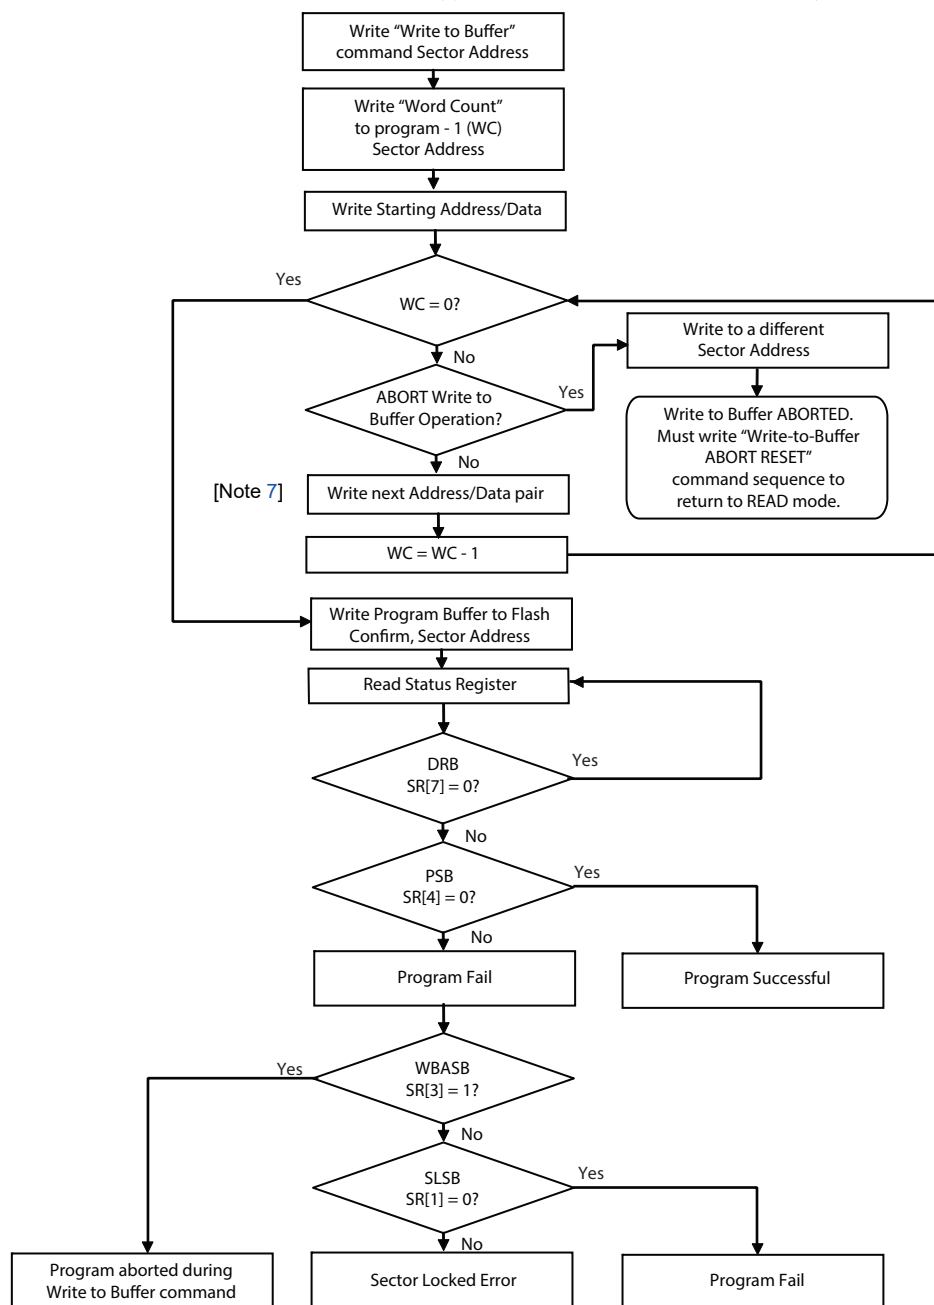 Write “Write to Buffer”
command Sector Address
Write “Word Count”
to program - 1 (WC)
Sector Address
Write Starting Address/Data
Yes
WC = 0?
No
Write to a different
Sector Address
ABORT Write to
Buffer Operation?
Yes
Write to Buffer ABORTED.
Must write “Write-to-Buffer
ABORT RESET”
command sequence to
return to READ mode.
No
[Note 7]
Write next Address/Data pair
WC = WC - 1
Write Program Buffer to Flash
Confirm, Sector Address
Read Status Register
DRB
SR[7] = 0?
Yes
No
PSB
SR[4] = 0?
Yes
No
Program Fail
Program Successful
WBASB
SR[3] = 1?
Yes
No
SLSB
SR[1] = 0?
Yes
No
Program aborted during
Write to Buffer command
Sector Locked Error
Program Fail